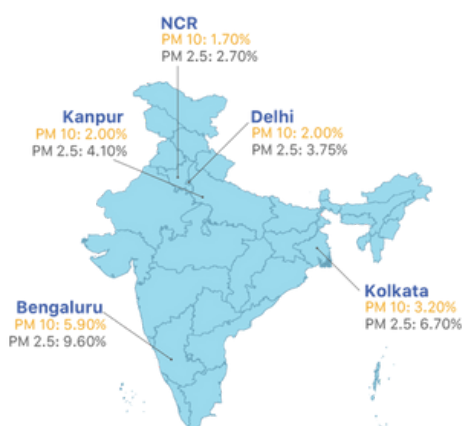 NCR
PM 10: 1.70%
PM 2.5: 2.70%
Kanpur
PM 10: 2.00%
PM 2.5: 4.10%
Delhi
PM 10: 2.00%
PM 2.5: 3.75%
Kolkata
PM 10: 3.20%
PM 2.5: 6.70%
Bengaluru
PM 10: 5.90%
PM 2.5: 9.60%